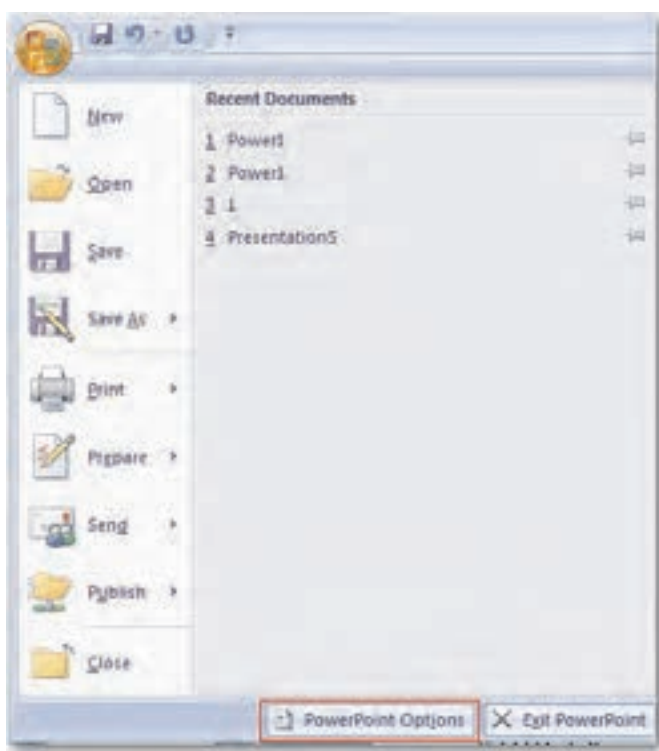 New
Open
Save
Save As
Print
Prepare
Send
Publish
Close
Recent Documents
1 Power1
2 Power1
3 1
4 Presentation5
PowerPoint Options
Exit PowerPoint